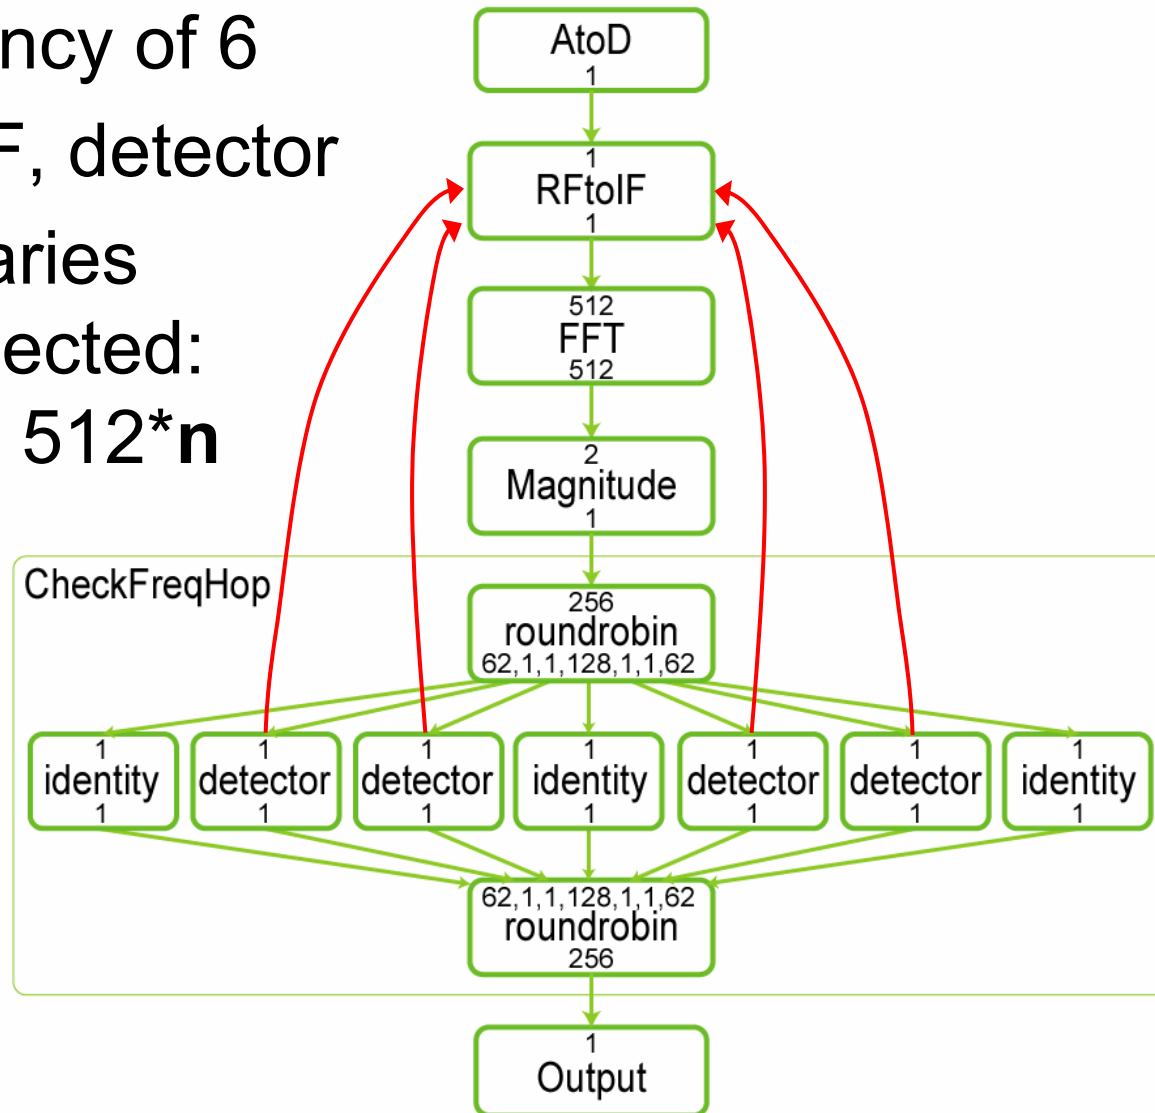 ncy of 6
F, detector
aries
ected:
512*n
AtoD
1
1
RFtoIF
1
512
FFT
512
2
Magnitude
1
CheckFreqHop
256
roundrobin
62,1,1,128,1,1,62
1 1 1 1 1 1 1
identity detector detector identity detector detector identity
1 1 1 1 1 1 1
62,1,1,128,1,1,62
roundrobin
256
1
Output